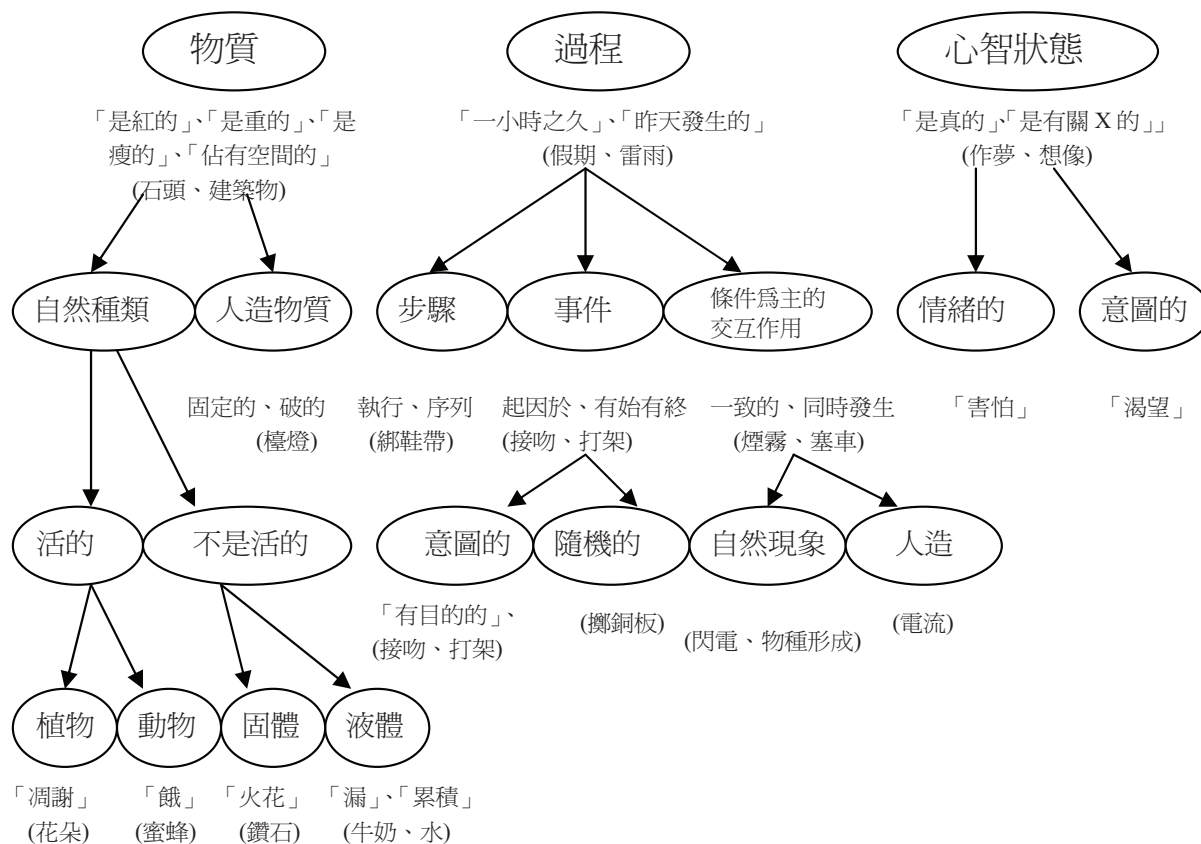 物質
過程
心智狀態
「是紅的」、「是重的」、「是
瘦的」、「佔有空間的」
(石頭、建築物)
「一小時之久」、「昨天發生的」
(假期、雷雨)
「是真的」、「是有關 X 的」」
(作夢、想像)
自然種類
人造物質
步驟
事件
條件為主的
交互作用
情緒的
意圖的
固定的、破的
(檯燈)
執行、序列
(綁鞋帶)
起因於、有始有終
(接吻、打架)
一致的、同時發生
(煙霧、塞車)
「害怕」
「渴望」
活的
不是活的
意圖的
隨機的
自然現象
人造
「有目的的」、
(接吻、打架)
(擲銅板)
(閃電、物種形成)
(電流)
植物
動物
固體
液體
「凋謝」
(花朵)
「餓」
(蜜蜂)
「火花」
(鑽石)
「漏」、「累積」
(牛奶、水)